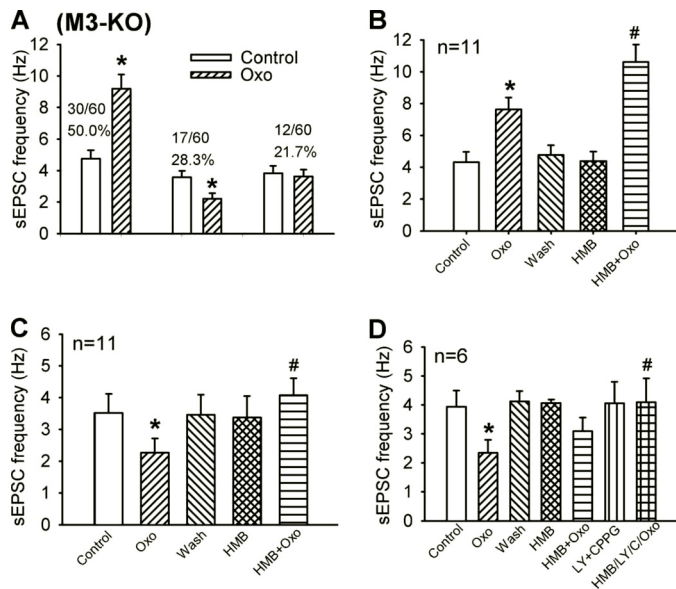 A (M3-KO)
sEPSC frequency (Hz)
12
10
8
6
4
2
0
Control
Oxo
30/60
50.0%
17/60
28.3%
12/60
21.7%
*
*
B
sEPSC frequency (Hz)
12
10
8
6
4
2
0
n=11
*
#
Control
Oxo
Wash
HMB
HMB+Oxo
C
sEPSC frequency (Hz)
6
5
4
3
2
1
0
n=11
*
#
Control
Oxo
Wash
HMB
HMB+Oxo
D
sEPSC frequency (Hz)
6
5
4
3
2
1
0
n=6
*
#
Control
Oxo
Wash
HMB
HMB+Oxo
LY+CPPG
HMB/LY/C/Oxo